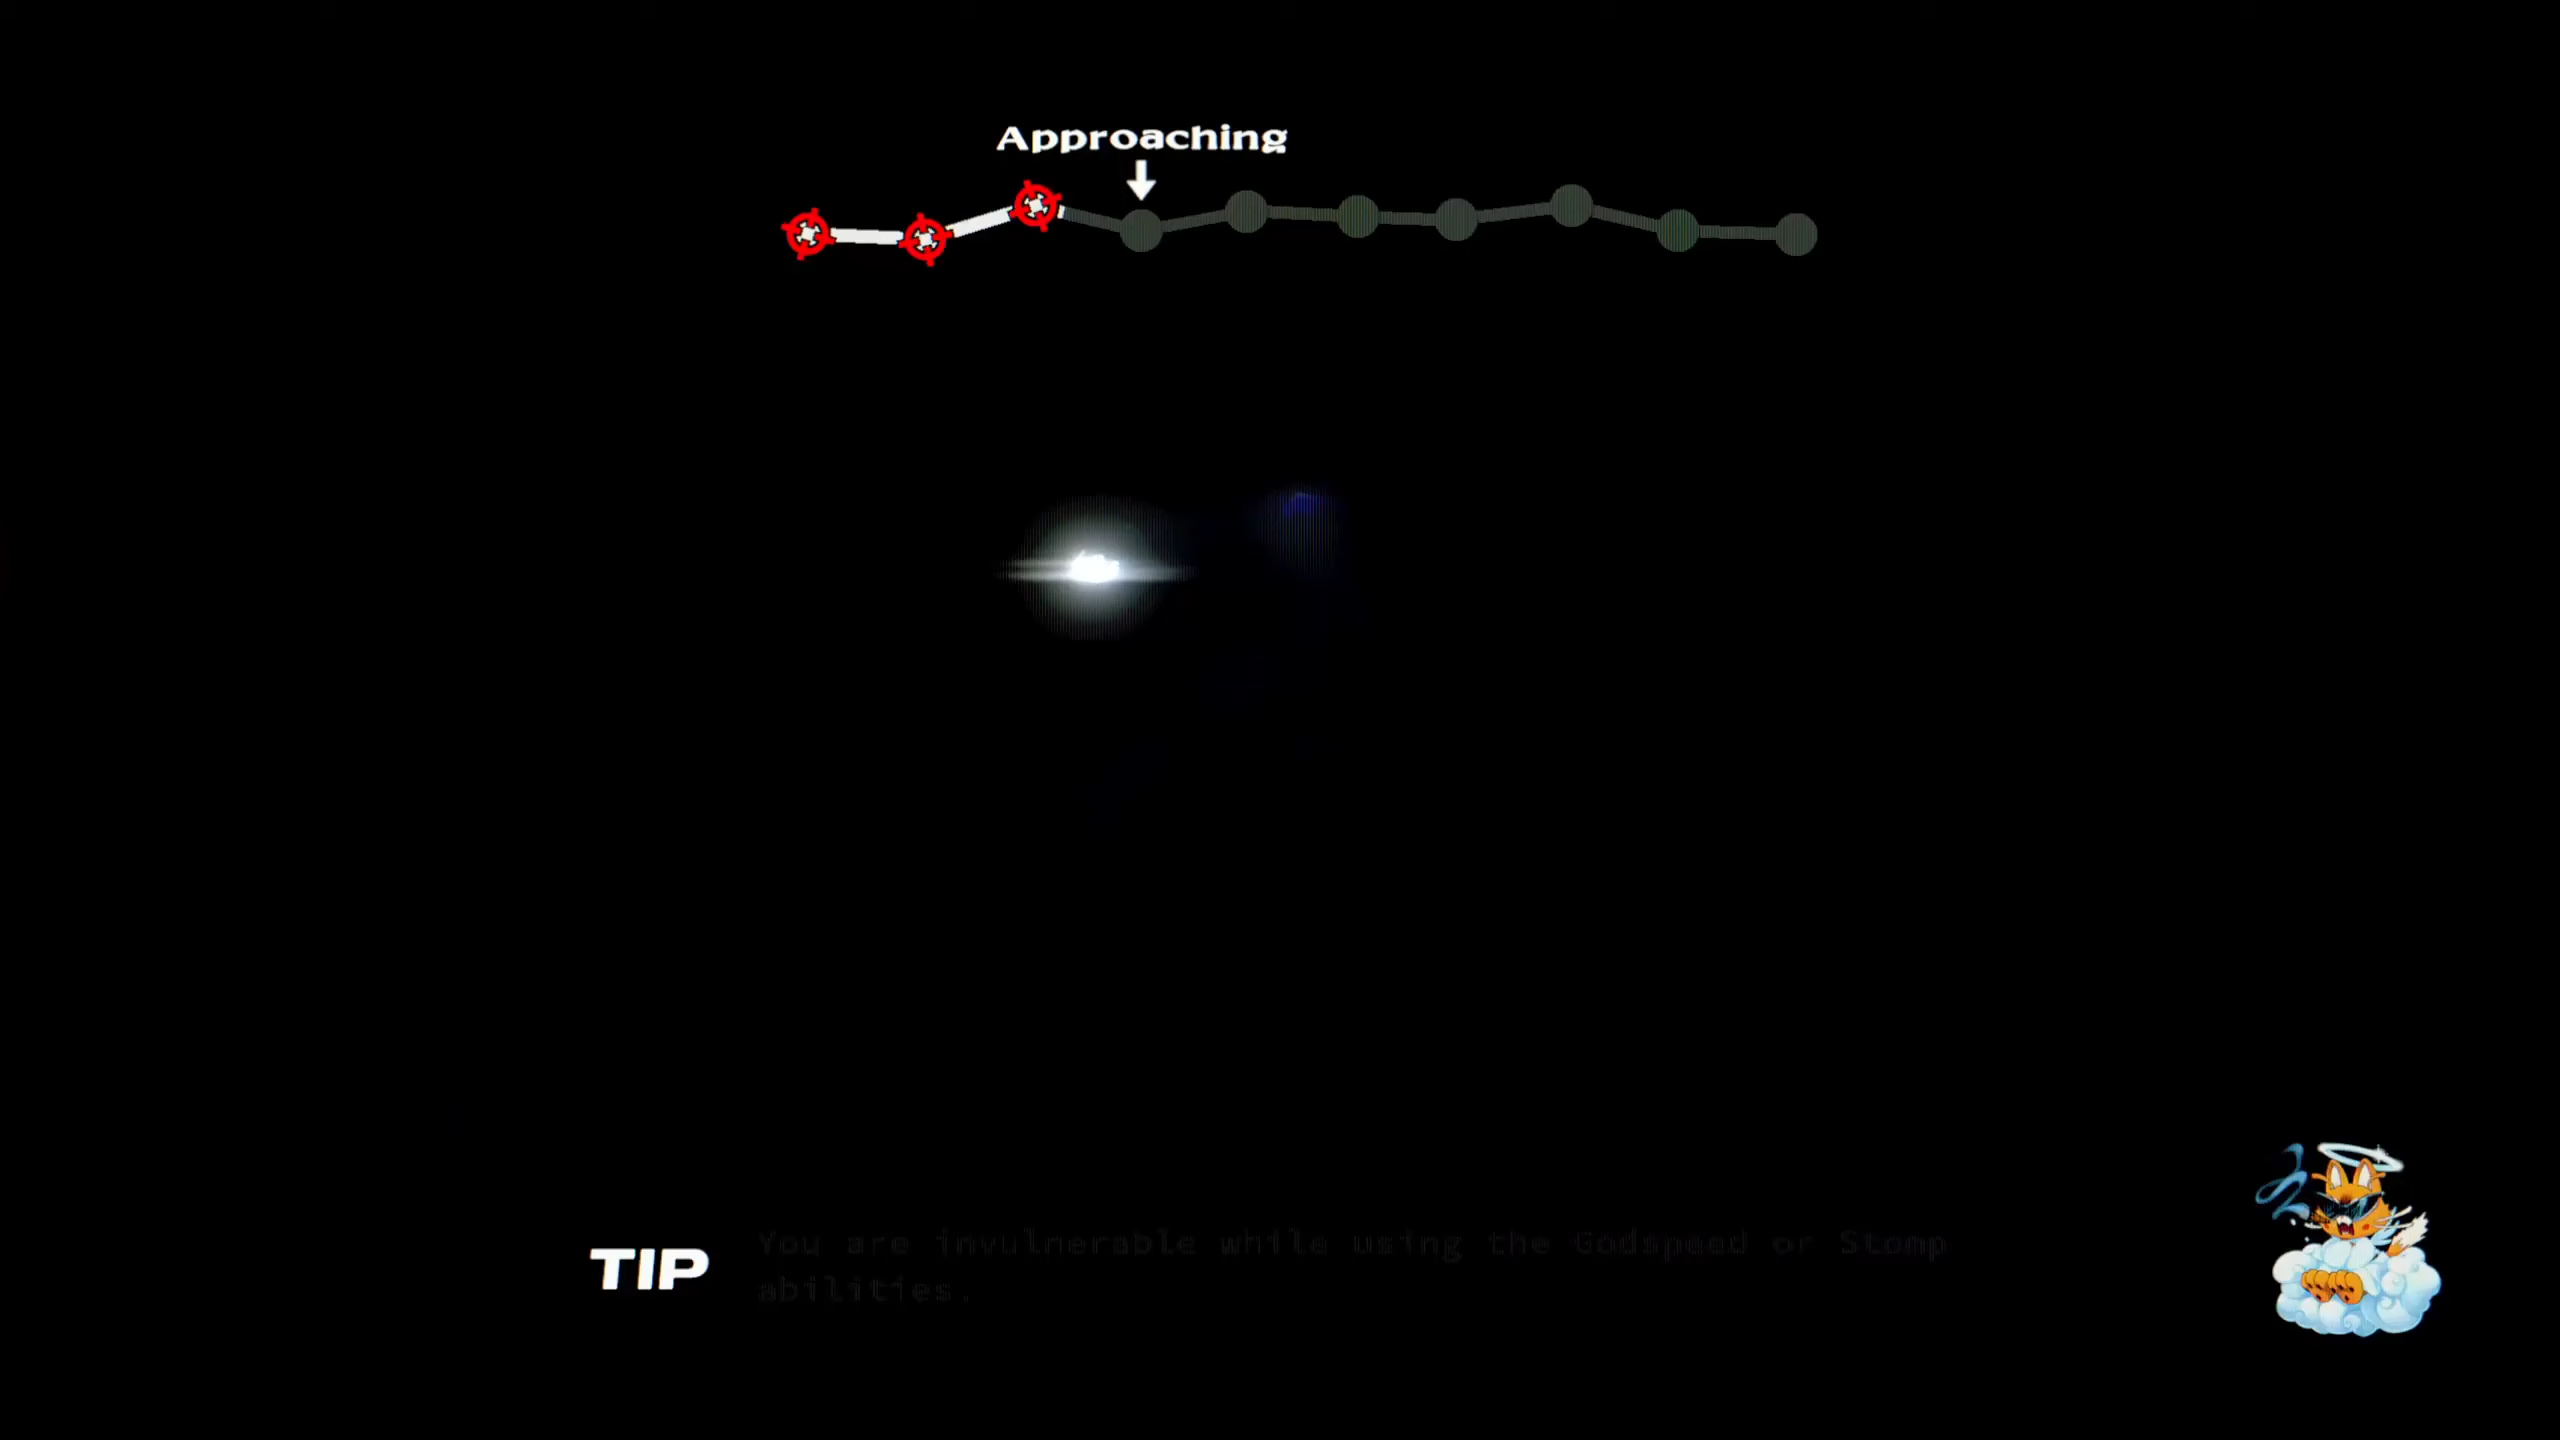 Approaching
TIP
You are invulnerable while using the Godspeed or Stomp
abilities.